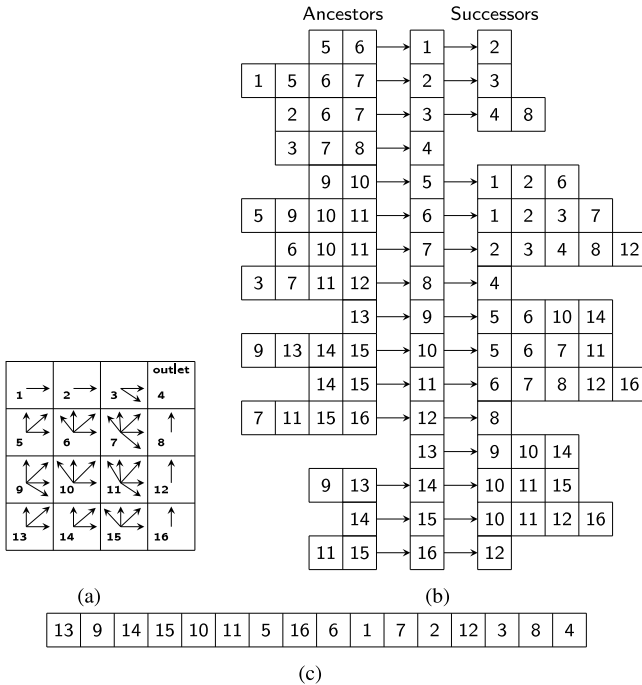 Ancestors Successors
5 6 1 2
1 5 6 7 2 3
2 6 7 3 4 8
3 7 8 4
9 10 5 1 2 6
5 9 10 11 6 1 2 3 7
6 10 11 7 2 3 4 8 12
3 7 11 12 8 4
13 9 5 6 10 14
9 13 14 15 10 5 6 7 11
14 15 11 6 7 8 12 16
7 11 15 16 12 8
13 9 10 14
9 13 14 10 11 15
14 15 10 11 12 16
11 15 16 12
outlet
1 2 3 4
5 6 7 8
9 10 11 12
13 14 15 16
(a) (b)
13 9 14 15 10 11 5 16 6 1 7 2 12 3 8 4
(c)